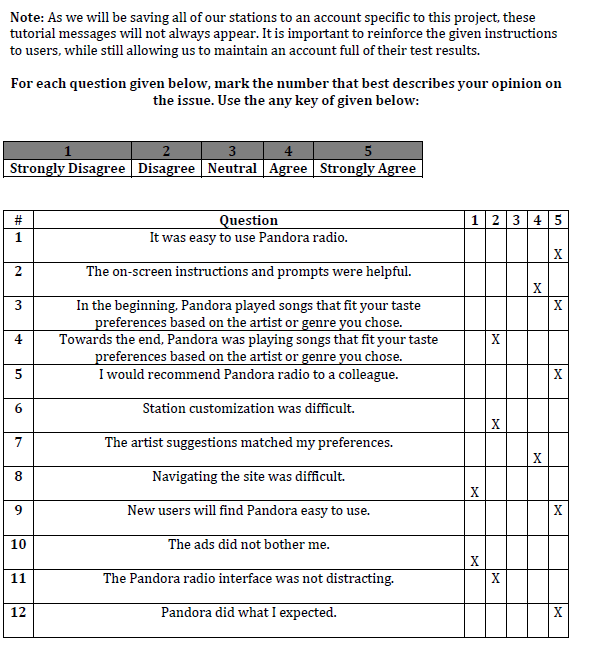 Note: As we will be saving all of our stations to an account specific to this project, these
tutorial messages will not always appear. It is important to reinforce the given instructions
to users, while still allowing us to maintain an account full of their test results.
For each question given below, mark the number that best describes your opinion on
the issue. Use the any key of given below:
1 2 3 4 5
Strongly Disagree Disagree Neutral Agree Strongly Agree
# Question 1 2 3 4 5
1 It was easy to use Pandora radio.
X
2 The on-screen instructions and prompts were helpful.
X
3 In the beginning, Pandora played songs that fit your taste X
preferences based on the artist or genre you chose.
4 Towards the end, Pandora was playing songs that fit your taste X
preferences based on the artist or genre you chose.
5 I would recommend Pandora radio to a colleague. X
6 Station customization was difficult.
X
7 The artist suggestions matched my preferences.
X
8 Navigating the site was difficult.
X
9 New users will find Pandora easy to use. X
10 The ads did not bother me.
X
11 The Pandora radio interface was not distracting. X
12 Pandora did what I expected. X